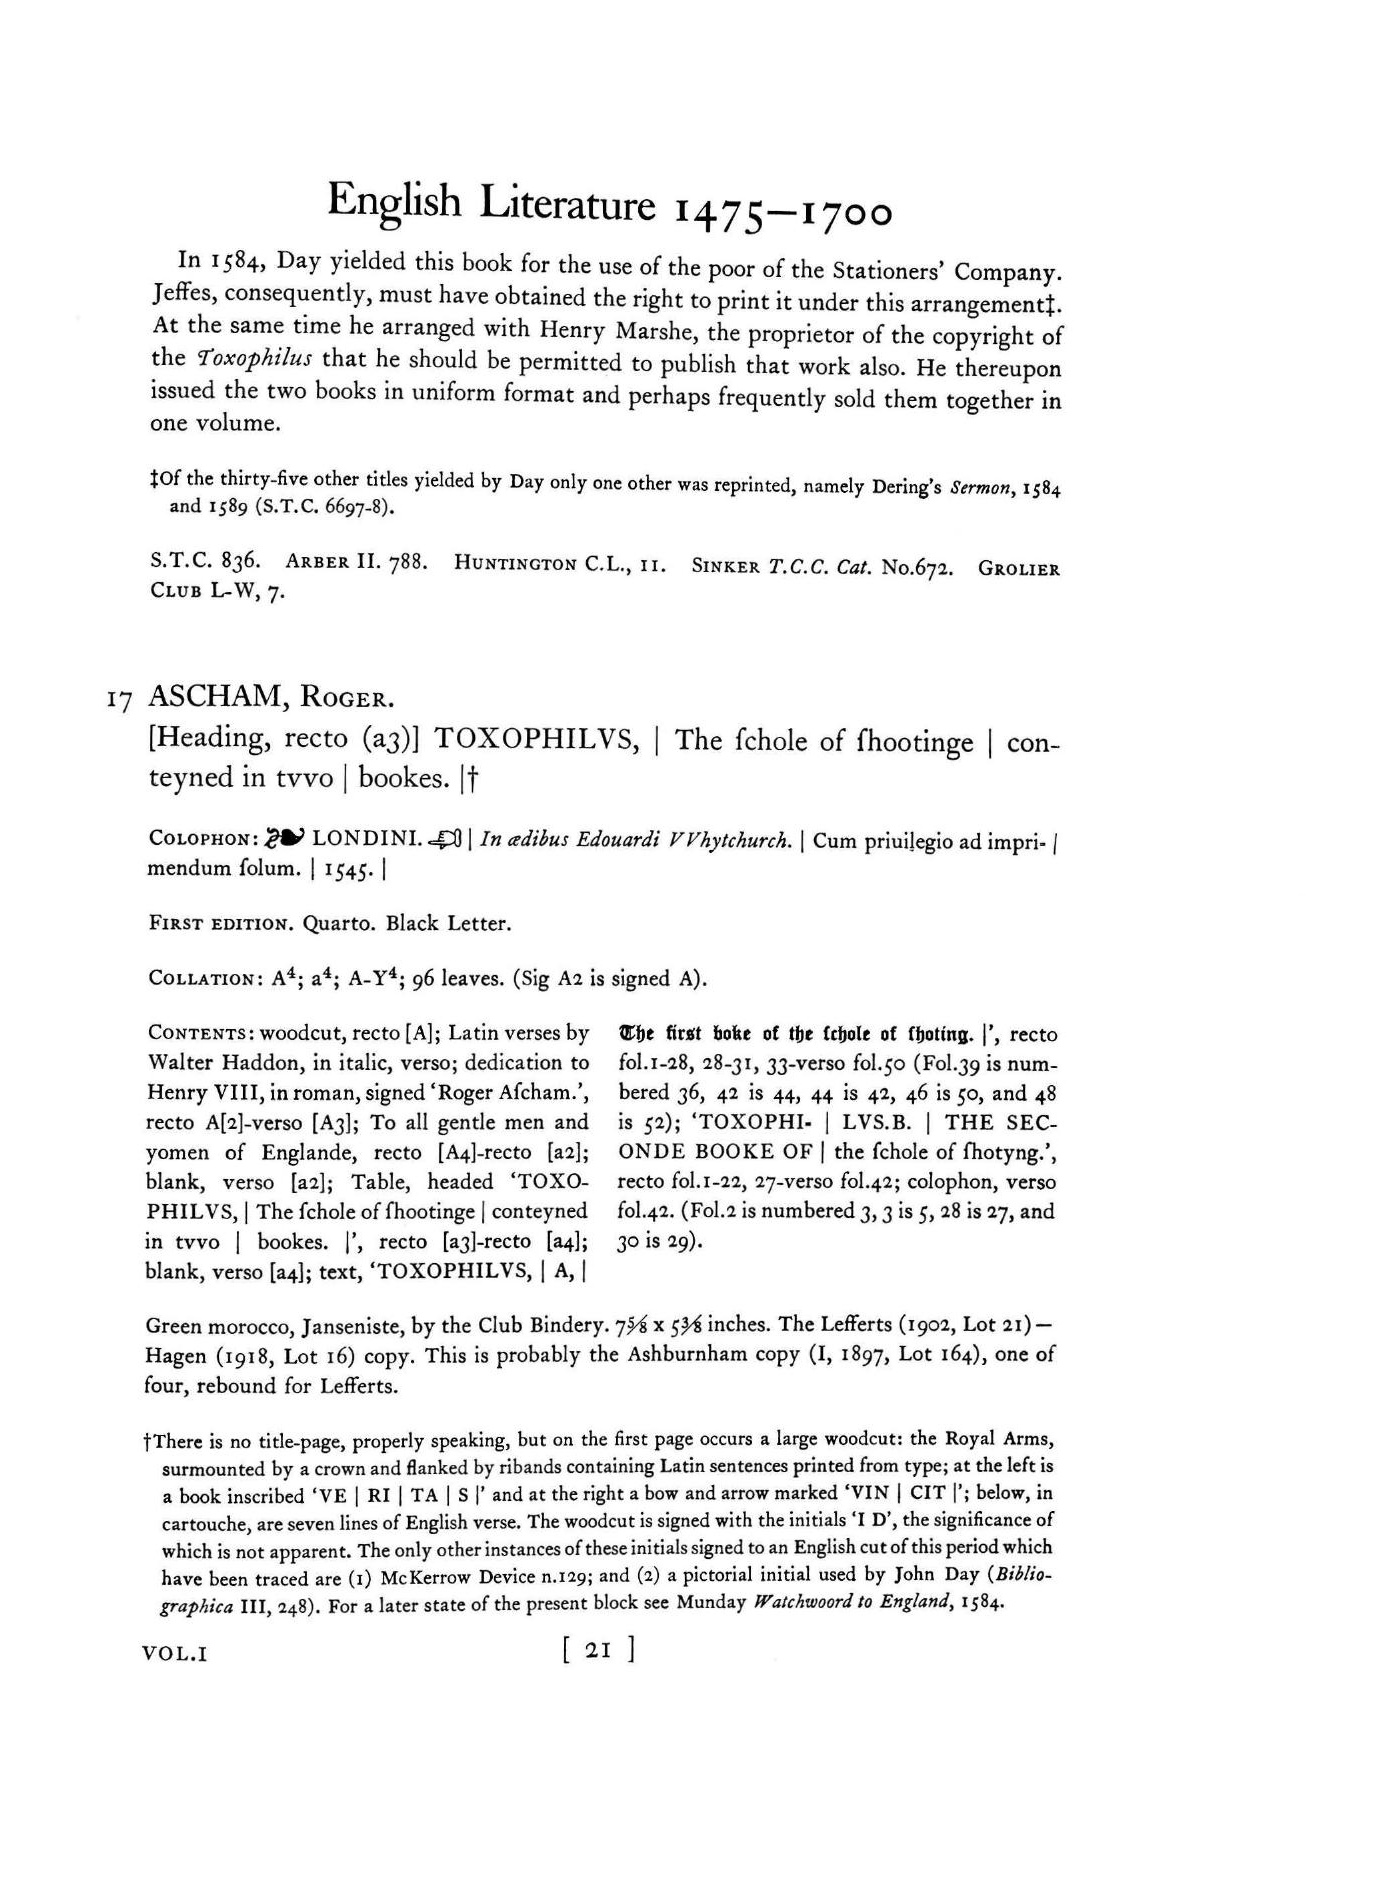 English Literature 1475–1700
In 1584, Day yielded this book for the use of the poor of the Stationers’ Company.
Jeffes, consequently, must have obtained the right to print it under this arrangement‡.
At the same time he arranged with Henry Marshe, the proprietor of the copyright of
the Toxophilus that he should be permitted to publish that work also. He thereupon
issued the two books in uniform format and perhaps frequently sold them together in
one volume.
‡Of the thirty-five other titles yielded by Day only one other was reprinted, namely Dering’s Sermon, 1584
and 1589 (S.T.C. 6697-8).
S.T.C. 836. Arber II. 788. Huntington C.L., 11. Sinker T.C.C. Cat. No.672. Grolier
Club L-W, 7.
17 ASCHAM, Roger.
[Heading, recto (a3)] TOXOPHILVS, | The ſchole of ſhootinge | con-
teyned in tvvo | bookes. |†
Colophon: ❧ LONDINI. ☜ | In ædibus Edouardi VVhytchurch. | Cum priuilegio ad impri- |
mendum ſolum. | 1545. |
First edition. Quarto. Black Letter.
Collation: A⁴; a⁴; A-Y⁴; 96 leaves. (Sig A2 is signed A).
Contents: woodcut, recto [A]; Latin verses by
Walter Haddon, in italic, verso; dedication to
Henry VIII, in roman, signed ‘Roger Aſcham.’,
recto A[2]-verso [A3]; To all gentle men and
yomen of Englande, recto [A4]-recto [a2];
blank, verso [a2]; Table, headed ‘TOXO-
PHILVS, | The ſchole of ſhootinge | conteyned
in tvvo | bookes. |’, recto [a3]-recto [a4];
blank, verso [a4]; text, ‘TOXOPHILVS, | A, |
The first boke of the ſchole of ſhoting. |’, recto
fol.1-28, 28-31, 33-verso fol.50 (Fol.39 is num-
bered 36, 42 is 44, 44 is 42, 46 is 50, and 48
is 52); ‘TOXOPHI- | LVS.B. | THE SEC-
ONDE BOOKE OF | the ſchole of ſhotyng.’,
recto fol.1-22, 27-verso fol.42; colophon, verso
fol.42. (Fol.2 is numbered 3, 3 is 5, 28 is 27, and
30 is 29).
Green morocco, Janseniste, by the Club Bindery. 7⅝ x 5⅜ inches. The Lefferts (1902, Lot 21)—
Hagen (1918, Lot 16) copy. This is probably the Ashburnham copy (I, 1897, Lot 164), one of
four, rebound for Lefferts.
†There is no title-page, properly speaking, but on the first page occurs a large woodcut: the Royal Arms,
surmounted by a crown and flanked by ribands containing Latin sentences printed from type; at the left is
a book inscribed ‘VE | RI | TA | S |’ and at the right a bow and arrow marked ‘VIN | CIT |’; below, in
cartouche, are seven lines of English verse. The woodcut is signed with the initials ‘I D’, the significance of
which is not apparent. The only other instances of these initials signed to an English cut of this period which
have been traced are (1) McKerrow Device n.129; and (2) a pictorial initial used by John Day (Biblio-
graphica III, 248). For a later state of the present block see Munday Watchwoord to England, 1584.
VOL.I [ 21 ]